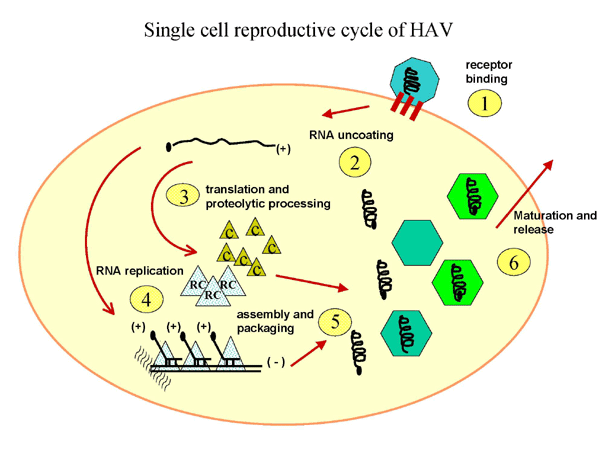 Single cell reproductive cycle of HAV
receptor
binding
1
RNA uncoating
2
(+)
3
translation and
proteolytic processing
C
C
C
C
C
C
RC
RC
RC
RNA replication
4
(+) (+) (+)
(-)
assembly and
packaging
5
Maturation and
release
6